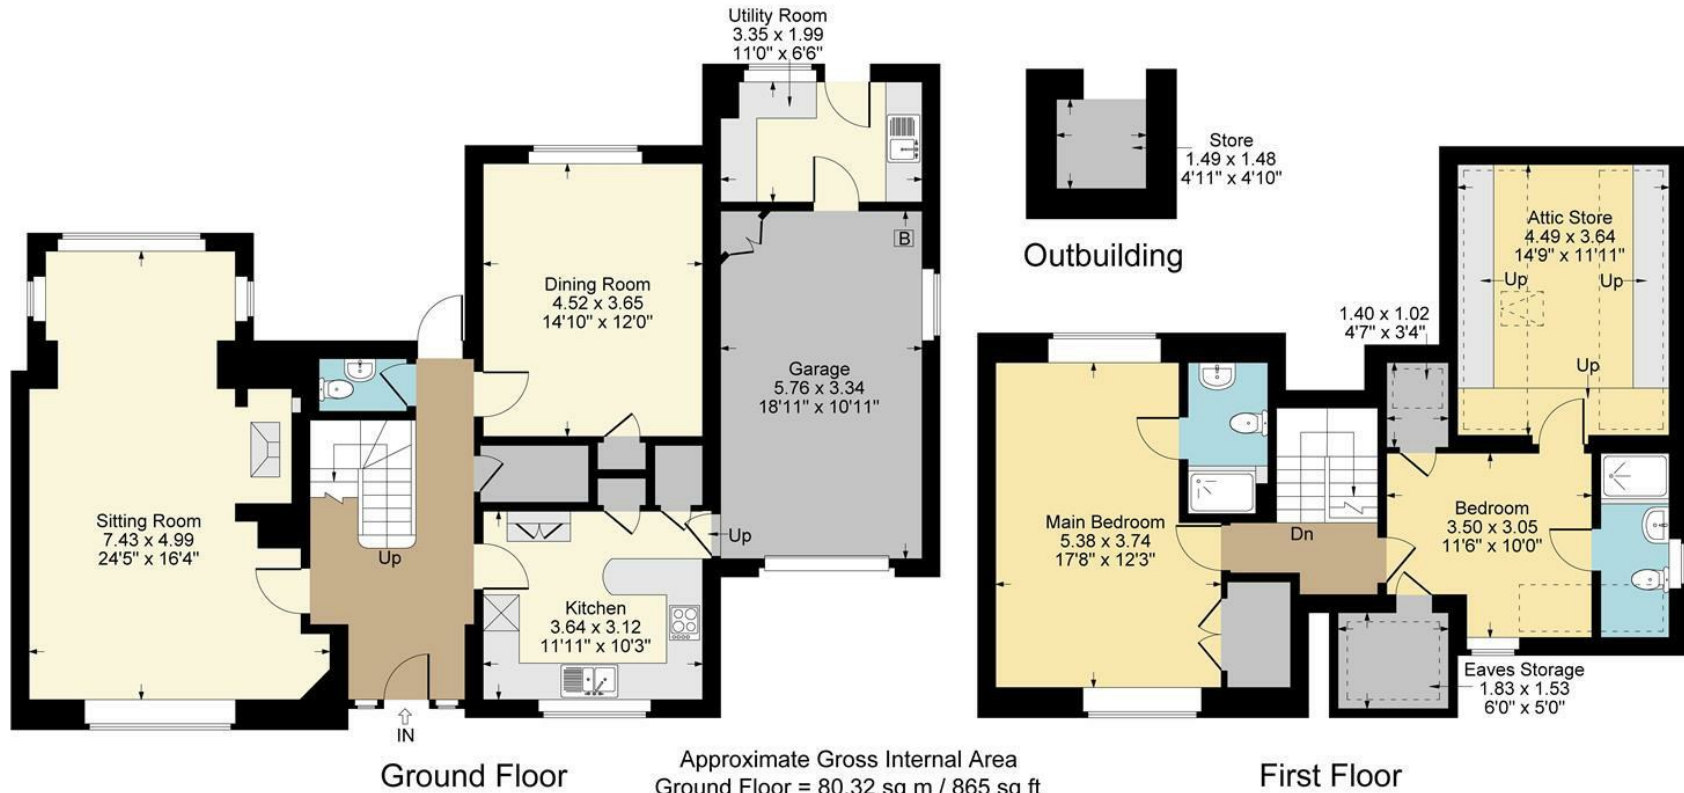 Utility Room
3.35 x 1.99
11'0" x 6'6"
Store
1.49 x 1.48
4'11" x 4'10"
Outbuilding
Dining Room
4.52 x 3.65
14'10" x 12'0"
B
Garage
5.76 x 3.34
18'11" x 10'11"
Sitting Room
7.43 x 4.99
24'5" x 16'4"
Up
Up
Kitchen
3.64 x 3.12
11'11" x 10'3"
IN
Ground Floor
Attic Store
4.49 x 3.64
14'9" x 11'11"
Up
Up
Up
1.40 x 1.02
4'7" x 3'4"
Main Bedroom
5.38 x 3.74
17'8" x 12'3"
Dn
Bedroom
3.50 x 3.05
11'6" x 10'0"
Eaves Storage
1.83 x 1.53
6'0" x 5'0"
First Floor
Approximate Gross Internal Area
Ground Floor = 80.32 sq m / 865 sq ft